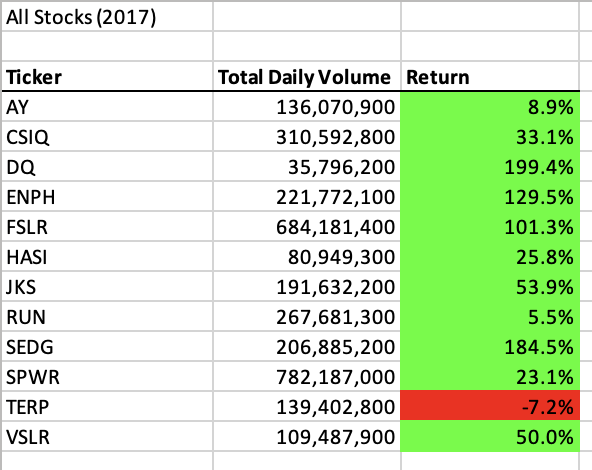 All Stocks (2017)
Ticker Total Daily Volume Return
AY 136,070,900 8.9%
CSIQ 310,592,800 33.1%
DQ 35,796,200 199.4%
ENPH 221,772,100 129.5%
FSLR 684,181,400 101.3%
HASI 80,949,300 25.8%
JKS 191,632,200 53.9%
RUN 267,681,300 5.5%
SEDG 206,885,200 184.5%
SPWR 782,187,000 23.1%
TERP 139,402,800 -7.2%
VSLR 109,487,900 50.0%